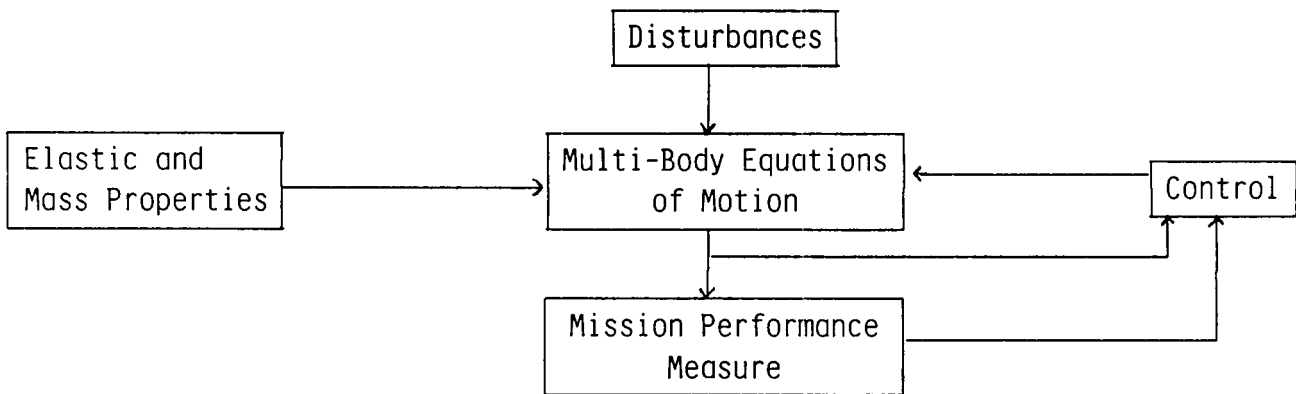 Disturbances
Elastic and
Mass Properties
Multi-Body Equations
of Motion
Control
Mission Performance
Measure